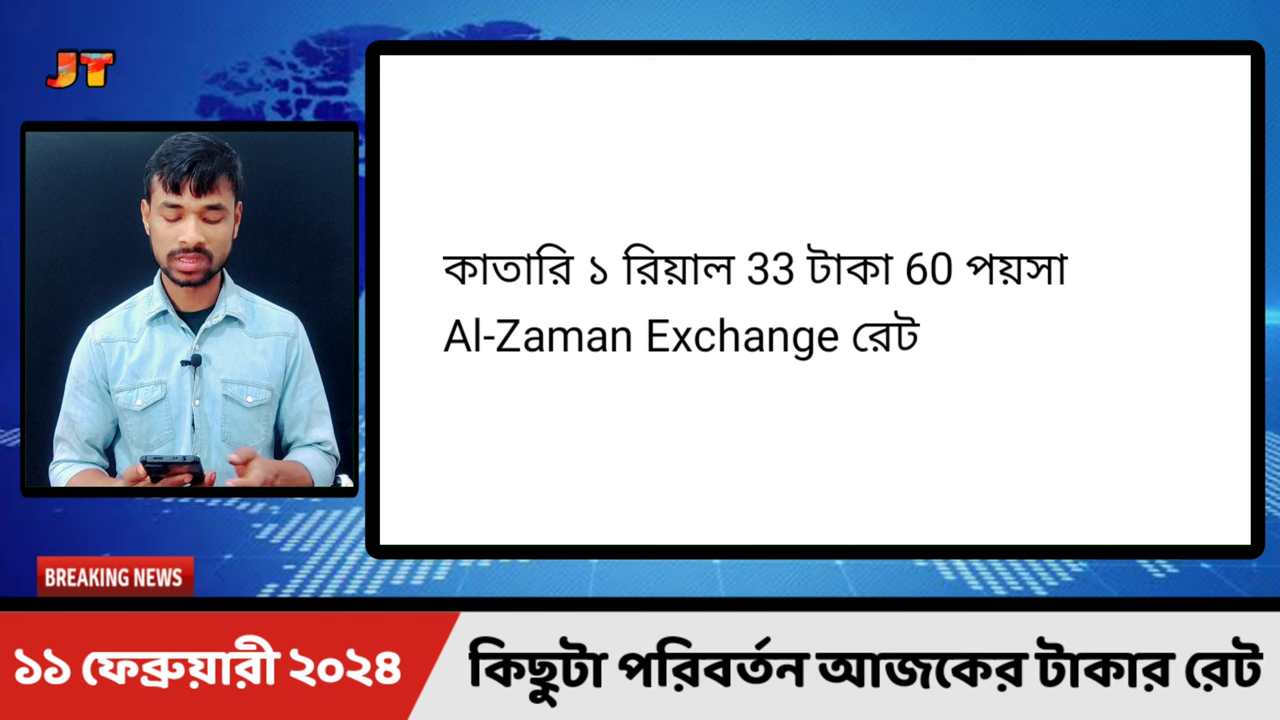 JT
কাতারি ১ রিয়াল 33 টাকা 60 পয়সা
Al-Zaman Exchange রেট
BREAKING NEWS
১১ ফেব্রুয়ারী ২০২৪
কিছুটা পরিবর্তন আজকের টাকার রেট